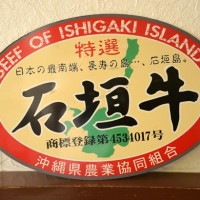 BEEF OF ISHIGAKI ISLAND
特選
日本の最南端、長寿の島…、石垣島。
石垣牛
商標登録第4534017号
沖縄県農業協同組合